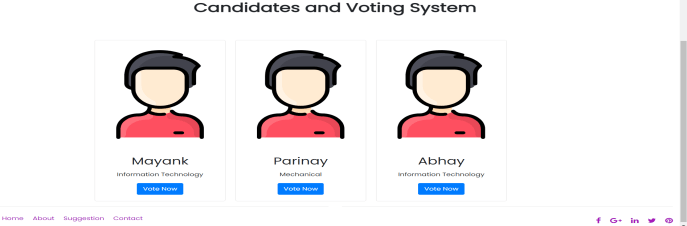 Candidates and Voting System
Mayank Parinay Abhay
Information Technology Mechanical Information Technology
Vote Now Vote Now Vote Now
Home About Suggestion Contact